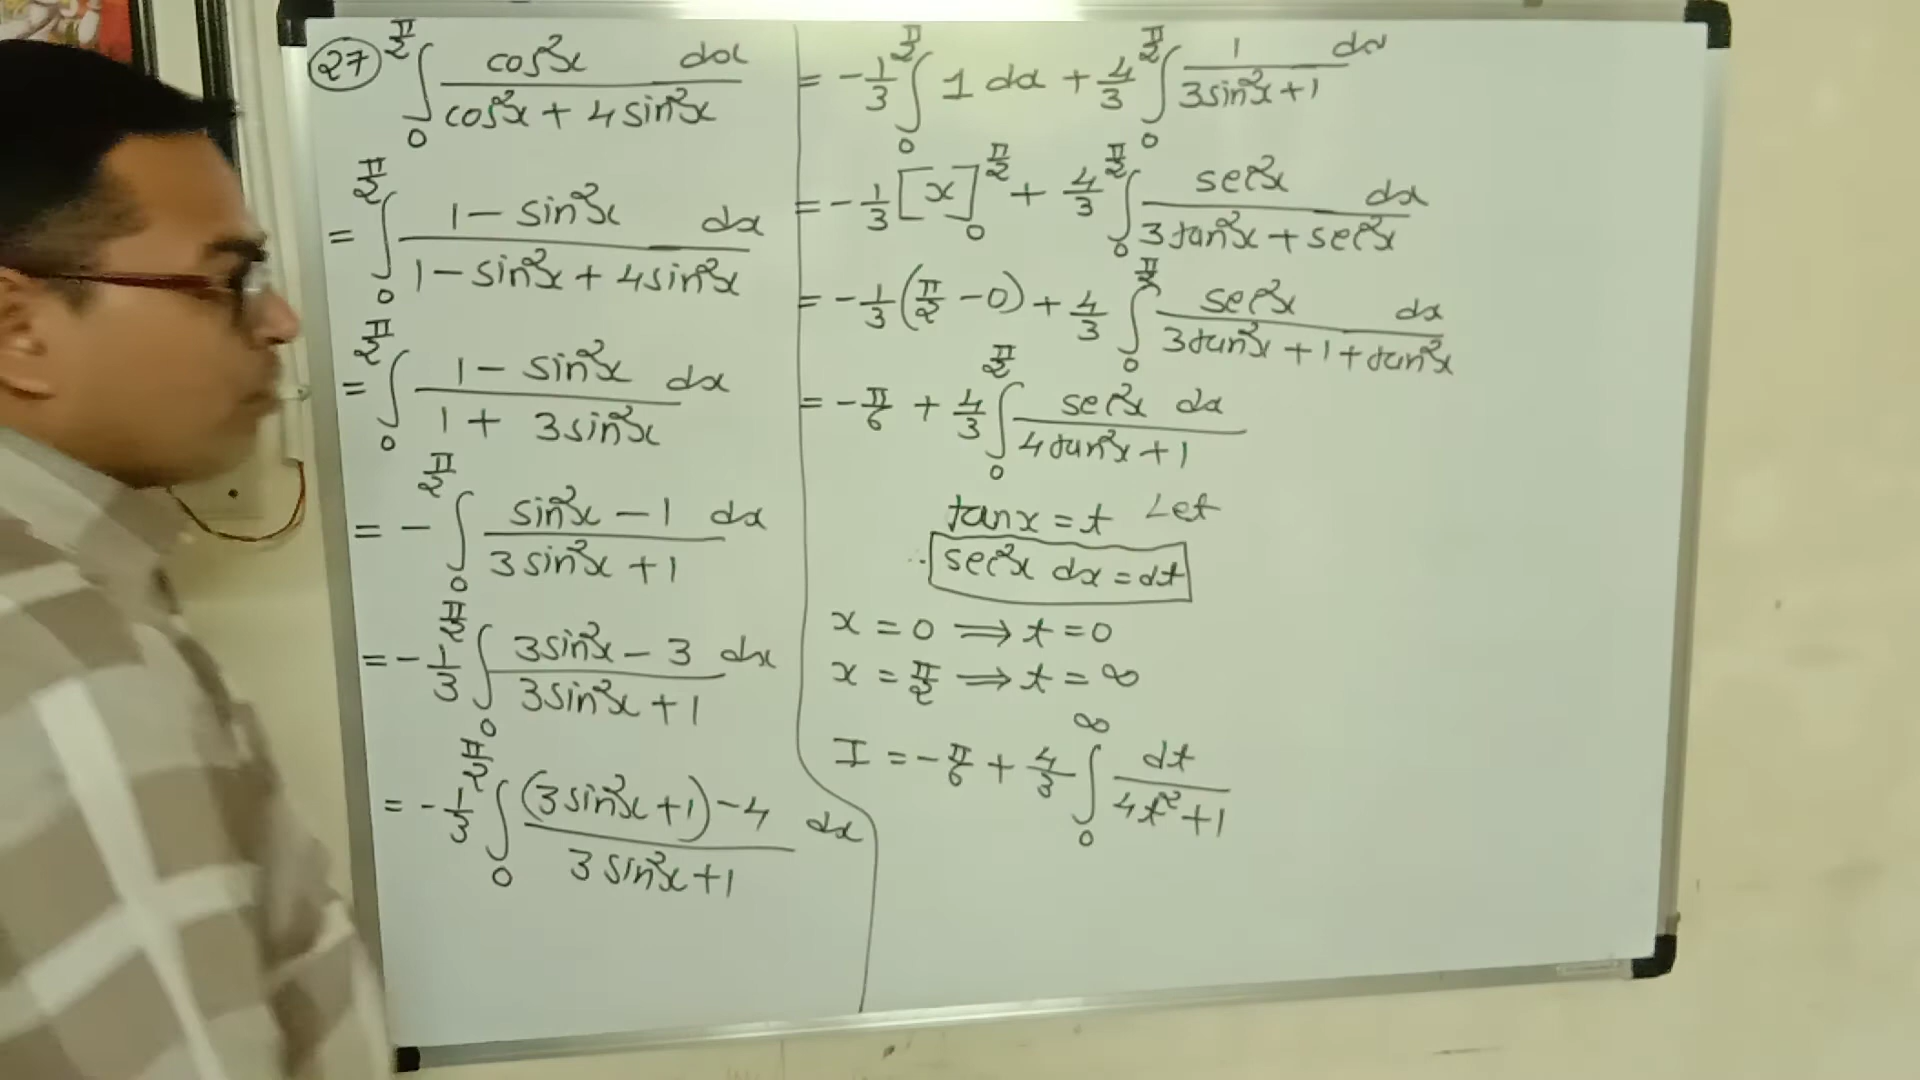 (27) ∫₀^{π/2} cos²x dx / (cos²x + 4sin²x)
= ∫₀^{π/2} (1 − sin²x) dx / (1 − sin²x + 4sin²x)
= ∫₀^{π/2} (1 − sin²x) / (1 + 3sin²x) dx
= − ∫₀^{π/2} (sin²x − 1) / (3sin²x + 1) dx
= − 1/3 ∫₀^{π/2} (3sin²x − 3) / (3sin²x + 1) dx
= − 1/3 ∫₀^{π/2} ((3sin²x + 1) − 4) / (3sin²x + 1) dx
= − 1/3 ∫₀^{π/2} 1 dx + 4/3 ∫₀^{π/2} 1 / (3sin²x + 1) dx
= − 1/3 [x]₀^{π/2} + 4/3 ∫₀^{π/2} sec²x dx / (3tan²x + sec²x)
= − 1/3 (π/2 − 0) + 4/3 ∫₀^{π/2} sec²x dx / (3tan²x + 1 + tan²x)
= − π/6 + 4/3 ∫₀^{π/2} sec²x dx / (4tan²x + 1)
tan x = t Let
∴ sec²x dx = dt
x = 0 ⟹ t = 0
x = π/2 ⟹ t = ∞
I = − π/6 + 4/3 ∫₀^∞ dt / (4t² + 1)